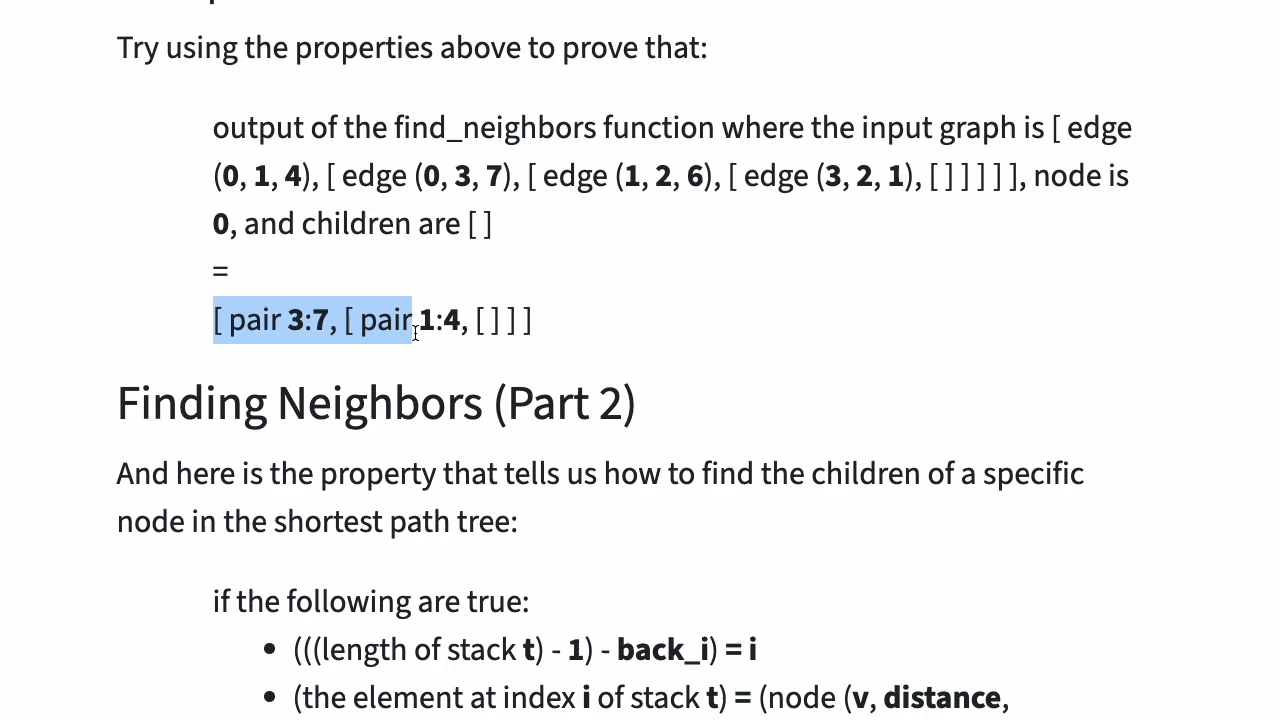 Try using the properties above to prove that:
output of the find_neighbors function where the input graph is [ edge
(0, 1, 4), [ edge (0, 3, 7), [ edge (1, 2, 6), [ edge (3, 2, 1), [ ] ] ] ] ], node is
0, and children are [ ]
=
[ pair 3:7, [ pair 1:4, [ ] ] ]
Finding Neighbors (Part 2)
And here is the property that tells us how to find the children of a specific
node in the shortest path tree:
if the following are true:
• (((length of stack t) - 1) - back_i) = i
• (the element at index i of stack t) = (node (v, distance,